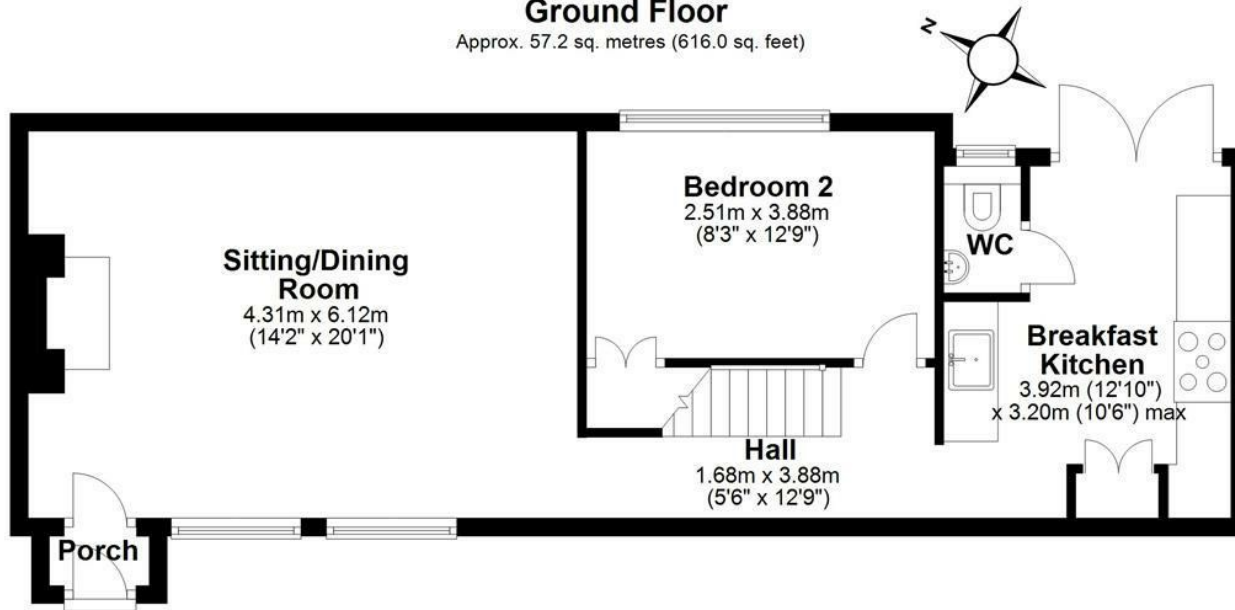 Ground Floor
Approx. 57.2 sq. metres (616.0 sq. feet)
N
Bedroom 2
2.51m x 3.88m
(8'3" x 12'9")
WC
Sitting/Dining
Room
4.31m x 6.12m
(14'2" x 20'1")
Breakfast
Kitchen
3.92m (12'10")
x 3.20m (10'6") max
Hall
1.68m x 3.88m
(5'6" x 12'9")
Porch